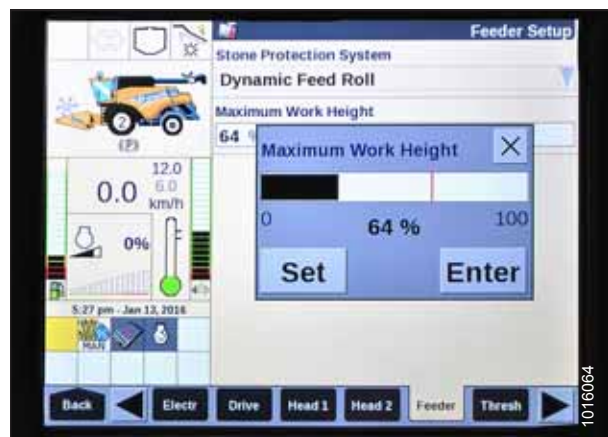 Feeder Setup
Stone Protection System
Dynamic Feed Roll
Maximum Work Height
64 %
Maximum Work Height
0
64 %
100
Set
Enter
2
(P)
12.0
6.0
km/h
0.0
0%
5:27 pm - Jan 13, 2016
MAN
Back
Electr
Drive
Head 1
Head 2
Feeder
Thresh
1016064